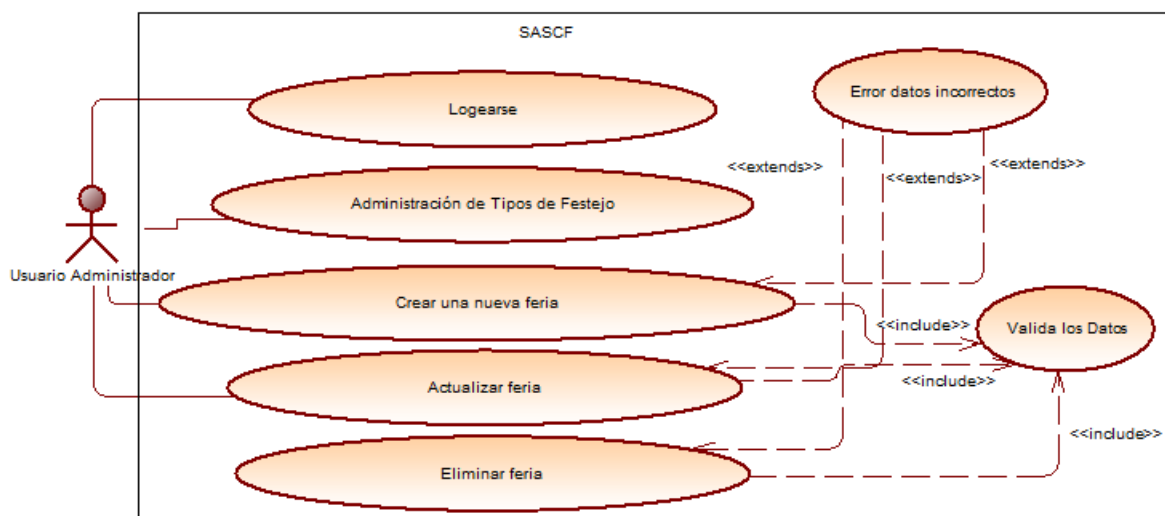 SASCF
Logearse
Error datos incorrectos
<<extends>>
<<extends>>
<<extends>>
Administración de Tipos de Festejo
Usuario Administrador
Crear una nueva feria
<<include>>
Valida los Datos
Actualizar feria
<<include>>
<<include>>
Eliminar feria